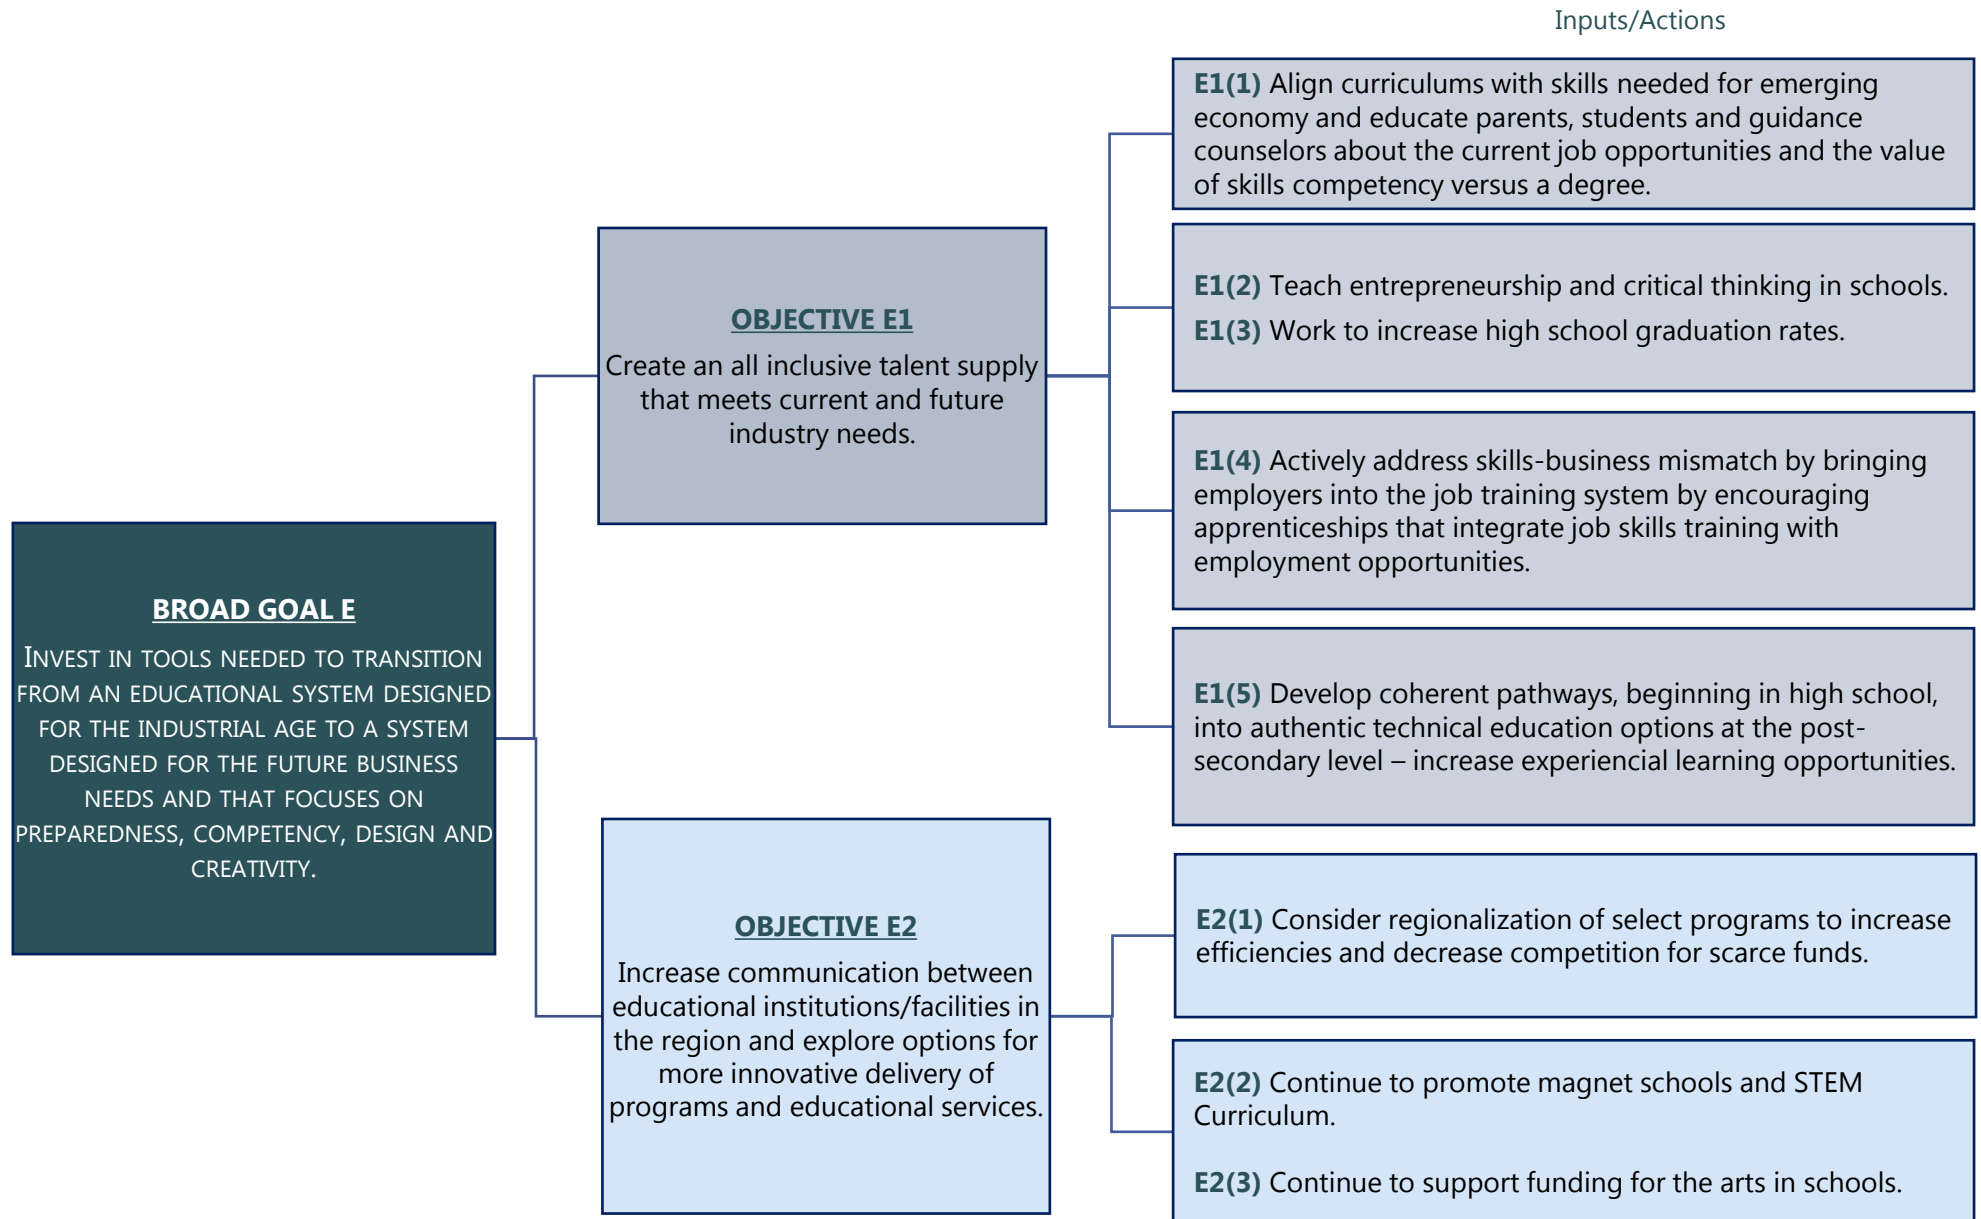 Inputs/Actions
BROAD GOAL E
INVEST IN TOOLS NEEDED TO TRANSITION
FROM AN EDUCATIONAL SYSTEM DESIGNED
FOR THE INDUSTRIAL AGE TO A SYSTEM
DESIGNED FOR THE FUTURE BUSINESS
NEEDS AND THAT FOCUSES ON
PREPAREDNESS, COMPETENCY, DESIGN AND
CREATIVITY.
OBJECTIVE E1
Create an all inclusive talent supply
that meets current and future
industry needs.
E1(1) Align curriculums with skills needed for emerging
economy and educate parents, students and guidance
counselors about the current job opportunities and the value
of skills competency versus a degree.
E1(2) Teach entrepreneurship and critical thinking in schools.
E1(3) Work to increase high school graduation rates.
E1(4) Actively address skills-business mismatch by bringing
employers into the job training system by encouraging
apprenticeships that integrate job skills training with
employment opportunities.
E1(5) Develop coherent pathways, beginning in high school,
into authentic technical education options at the post-
secondary level – increase experiencial learning opportunities.
OBJECTIVE E2
Increase communication between
educational institutions/facilities in
the region and explore options for
more innovative delivery of
programs and educational services.
E2(1) Consider regionalization of select programs to increase
efficiencies and decrease competition for scarce funds.
E2(2) Continue to promote magnet schools and STEM
Curriculum.
E2(3) Continue to support funding for the arts in schools.